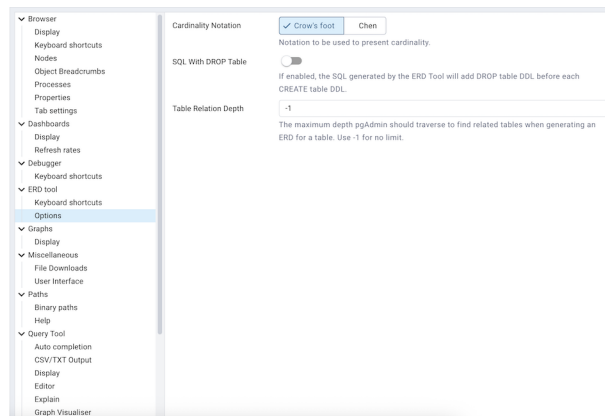 Browser
Display
Keyboard shortcuts
Nodes
Object Breadcrumbs
Processes
Properties
Tab settings
Dashboards
Display
Refresh rates
Debugger
Keyboard shortcuts
ERD tool
Keyboard shortcuts
Options
Graphs
Display
Miscellaneous
File Downloads
User Interface
Paths
Binary paths
Help
Query Tool
Auto completion
CSV/TXT Output
Display
Editor
Explain
Graph Visualiser
Cardinality Notation
Crow's foot Chen
Notation to be used to present cardinality.
SQL With DROP Table
If enabled, the SQL generated by the ERD Tool will add DROP table DDL before each
CREATE table DDL.
Table Relation Depth
-1
The maximum depth pgAdmin should traverse to find related tables when generating an
ERD for a table. Use -1 for no limit.